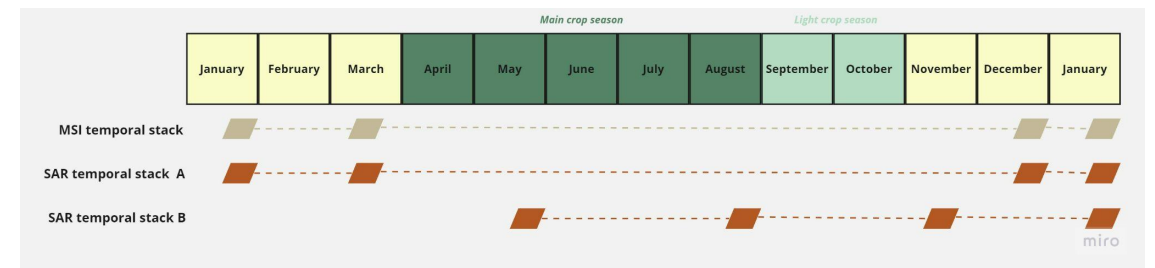 Main crop season Light crop season
January February March April May June July August September October November December January
MSI temporal stack
SAR temporal stack A
SAR temporal stack B
miro